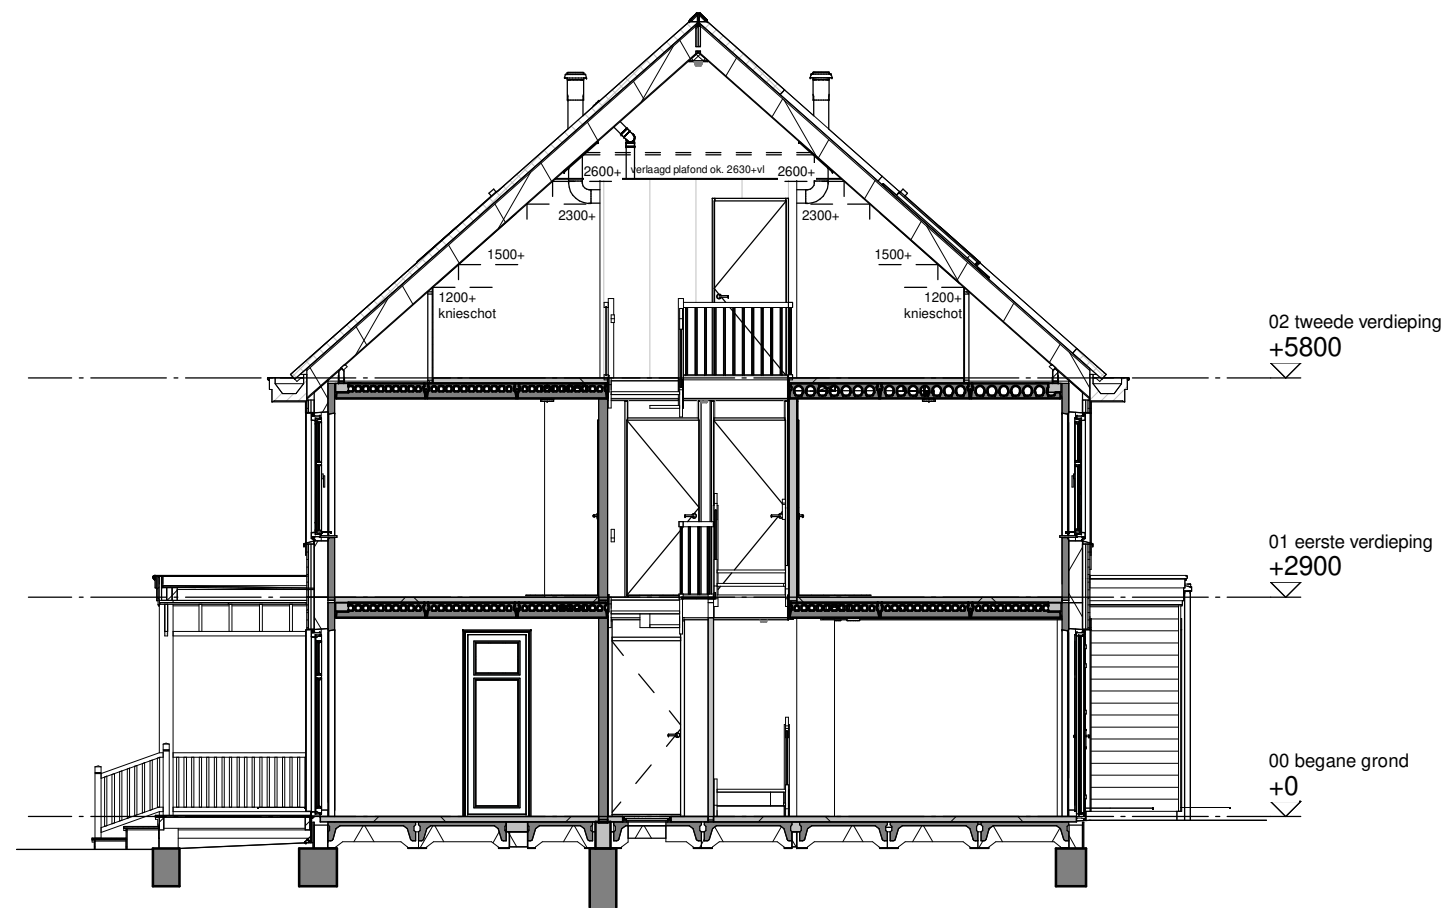 2600+
verlaagd plafond ok. 2630+vl
2600+
2300+
2300+
1500+
1500+
1200+
knieschot
1200+
knieschot
02 tweede verdieping
+5800
01 eerste verdieping
+2900
00 begane grond
+0